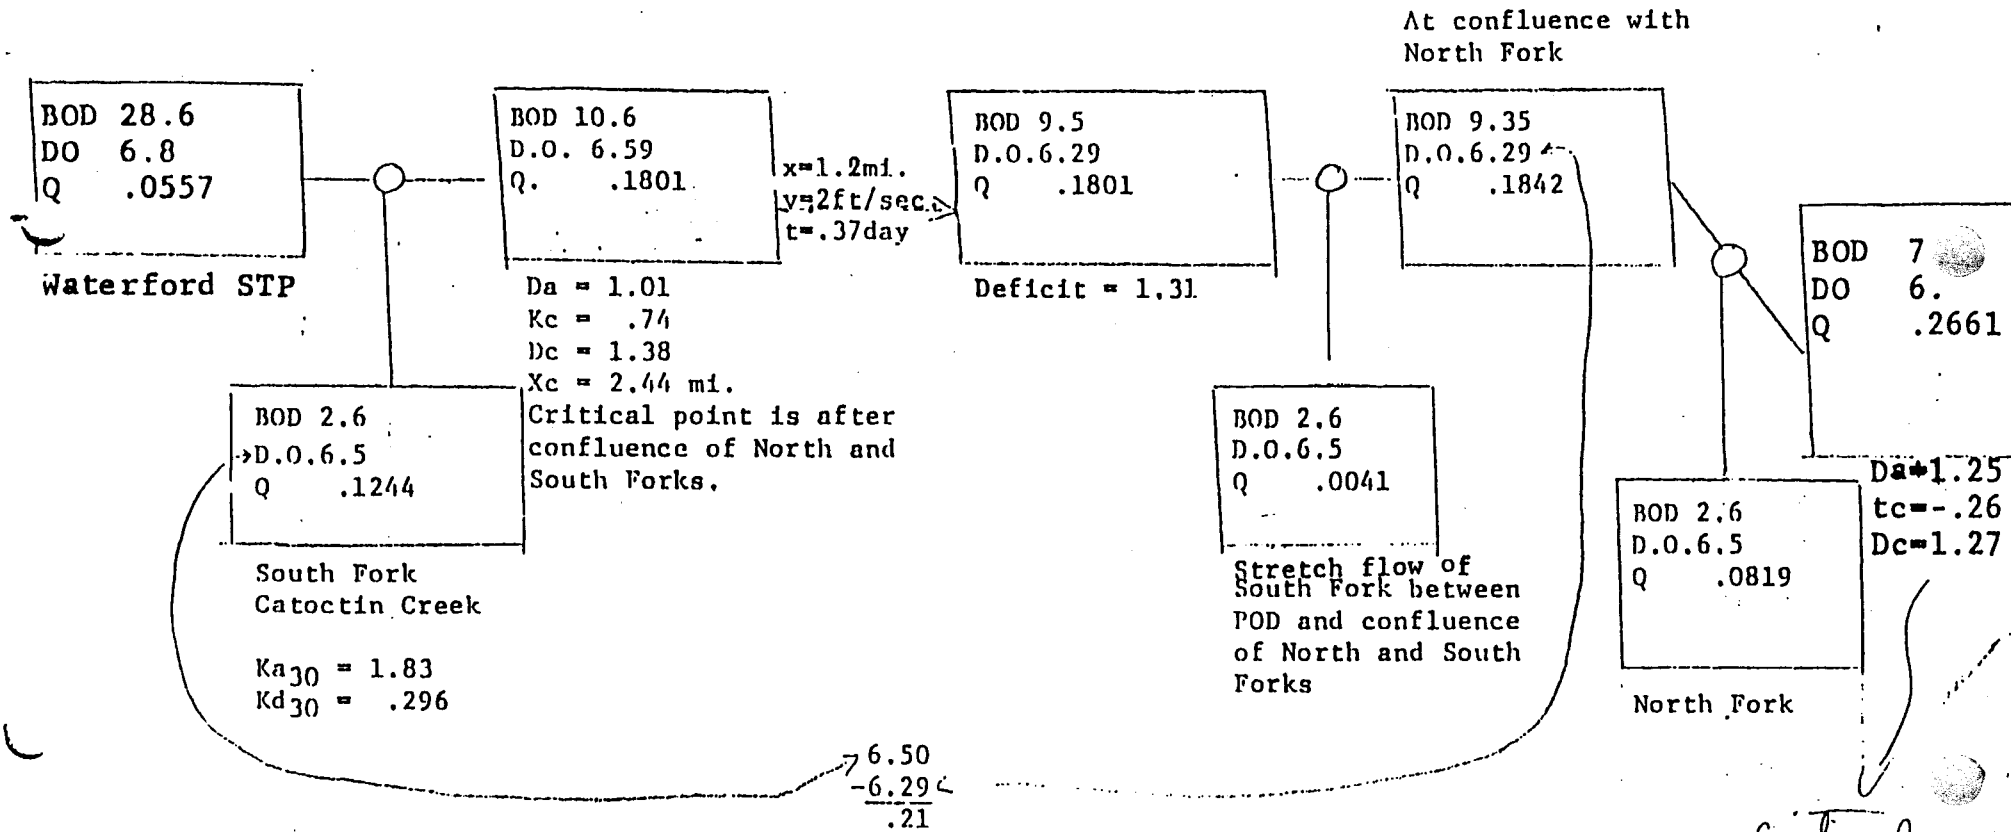 At confluence with
North Fork
BOD 28.6
DO 6.8
Q .0557
Waterford STP
BOD 10.6
D.O. 6.59
Q. .1801
x=1.2mi.
v=2ft/sec.
t=.37day
BOD 9.5
D.O.6.29
Q .1801
BOD 9.35
D.O.6.29
Q .1842
BOD 7
DO 6.
Q .2661
Da = 1.01
Kc = .74
Dc = 1.38
Xc = 2.44 mi.
Critical point is after
confluence of North and
South Forks.
Deficit = 1.31
BOD 2.6
D.O.6.5
Q .1244
South Fork
Catoctin Creek
Ka30 = 1.83
Kd30 = .296
BOD 2.6
D.O.6.5
Q .0041
Stretch flow of
South Fork between
POD and confluence
of North and South
Forks
BOD 2.6
D.O.6.5
Q .0819
North Fork
Da=1.25
tc=-.26
Dc=1.27
6.50
-6.29
.21